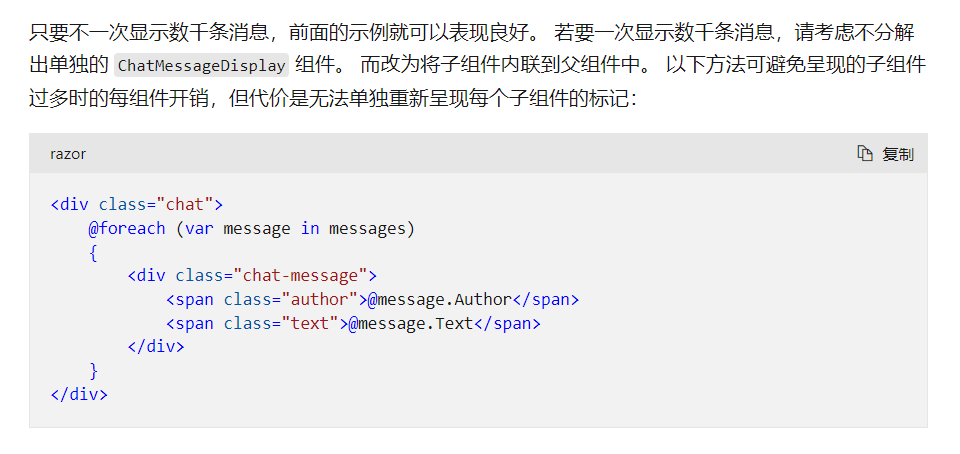 只要不一次显示数千条消息，前面的示例就可以表现良好。 若要一次显示数千条消息，请考虑不分解
出单独的 ChatMessageDisplay 组件。 而改为将子组件内联到父组件中。 以下方法可避免呈现的子组件
过多时的每组件开销，但代价是无法单独重新呈现每个子组件的标记：
razor 复制
<div class="chat">
    @foreach (var message in messages)
    {
        <div class="chat-message">
            <span class="author">@message.Author</span>
            <span class="text">@message.Text</span>
        </div>
    }
</div>